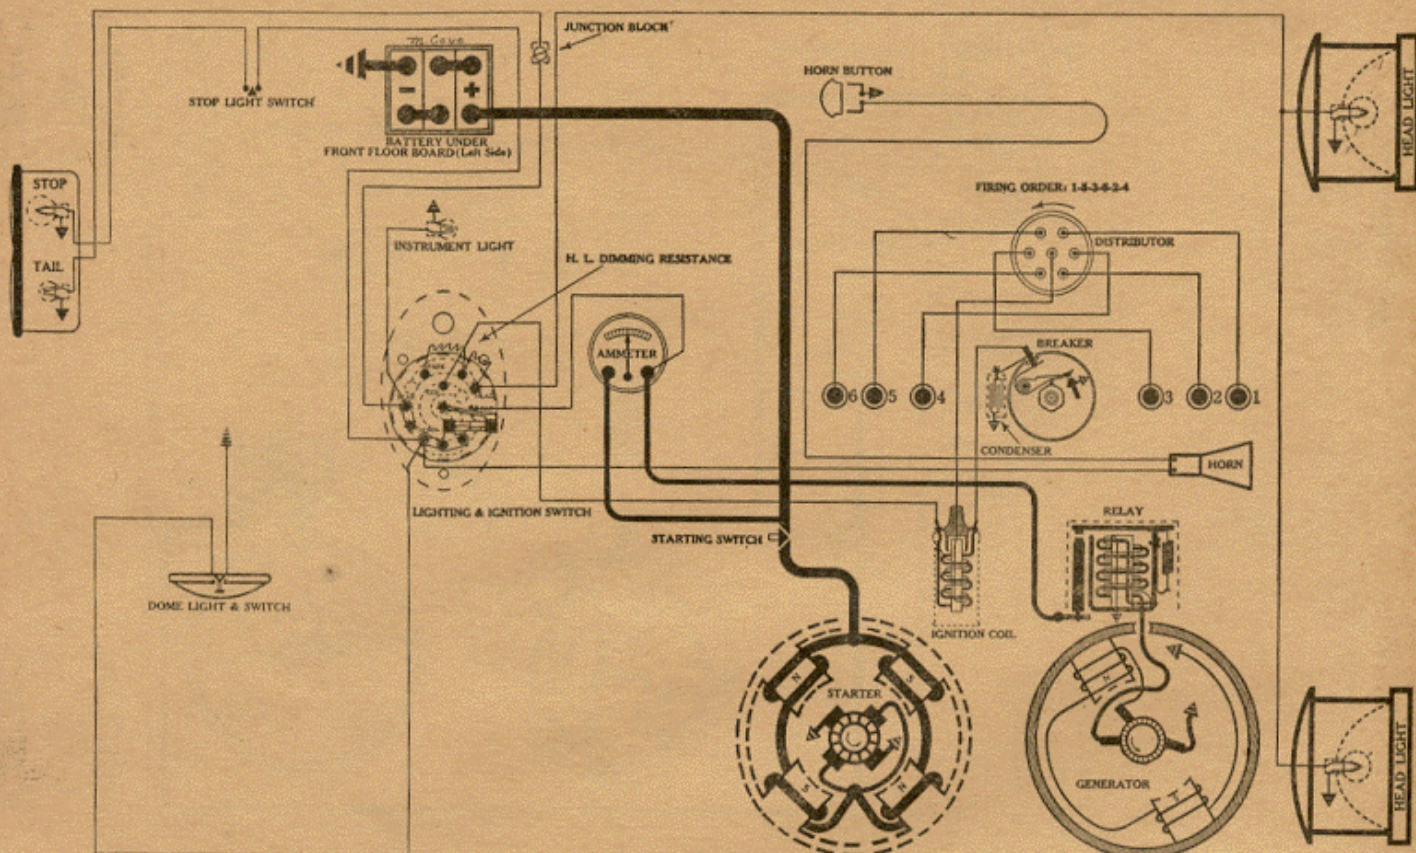 JUNCTION BLOCK
STOP LIGHT SWITCH
-
+
BATTERY UNDER
FRONT FLOOR BOARD (Left Side)
HORN BUTTON
HEAD LIGHT
STOP
TAIL
INSTRUMENT LIGHT
H. L. DIMMING RESISTANCE
FIRING ORDER: 1-5-3-6-2-4
DISTRIBUTOR
AMMETER
BREAKER
6
5
4
3
2
1
CONDENSER
HORN
LIGHTING & IGNITION SWITCH
STARTING SWITCH
RELAY
DOME LIGHT & SWITCH
IGNITION COIL
N
S
STARTER
S
N
N
GENERATOR
HEAD LIGHT